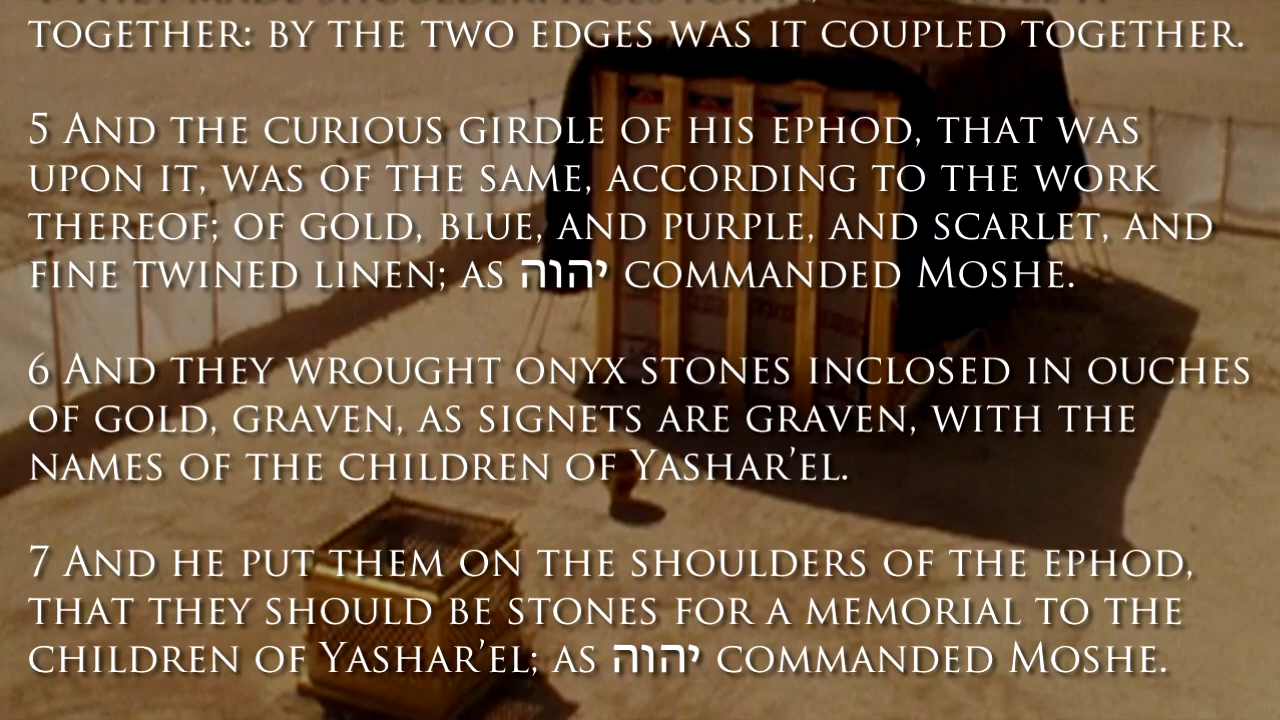 TOGETHER: BY THE TWO EDGES WAS IT COUPLED TOGETHER.
5 AND THE CURIOUS GIRDLE OF HIS EPHOD, THAT WAS
UPON IT, WAS OF THE SAME, ACCORDING TO THE WORK
THEREOF; OF GOLD, BLUE, AND PURPLE, AND SCARLET, AND
FINE TWINED LINEN; AS יהוה COMMANDED MOSHE.
6 AND THEY WROUGHT ONYX STONES INCLOSED IN OUCHES
OF GOLD, GRAVEN, AS SIGNETS ARE GRAVEN, WITH THE
NAMES OF THE CHILDREN OF YASHAR’EL.
7 AND HE PUT THEM ON THE SHOULDERS OF THE EPHOD,
THAT THEY SHOULD BE STONES FOR A MEMORIAL TO THE
CHILDREN OF YASHAR’EL; AS יהוה COMMANDED MOSHE.